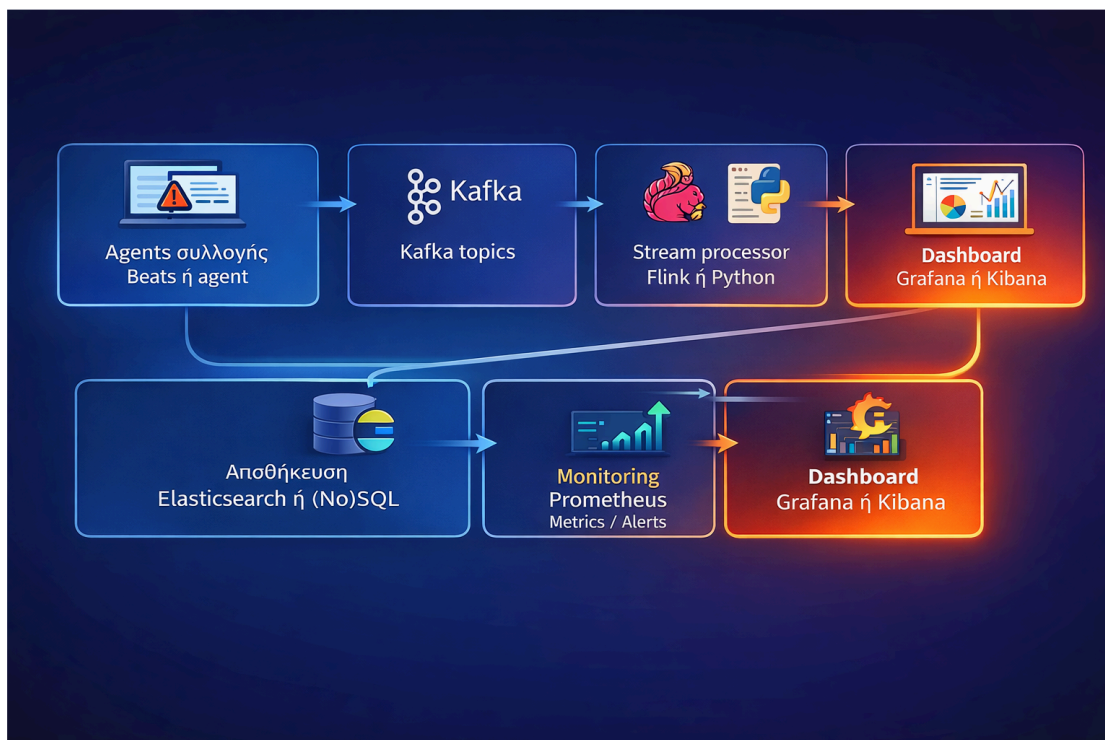 Agents συλλογής
Beats ή agent
Kafka
Kafka topics
Stream processor
Flink ή Python
Dashboard
Grafana ή Kibana
Απσθήκευση
Elasticsearch ή (No)SQL
Monitoring
Prometheus
Metrics / Alerts
Dashboard
Grafana ή Kibana